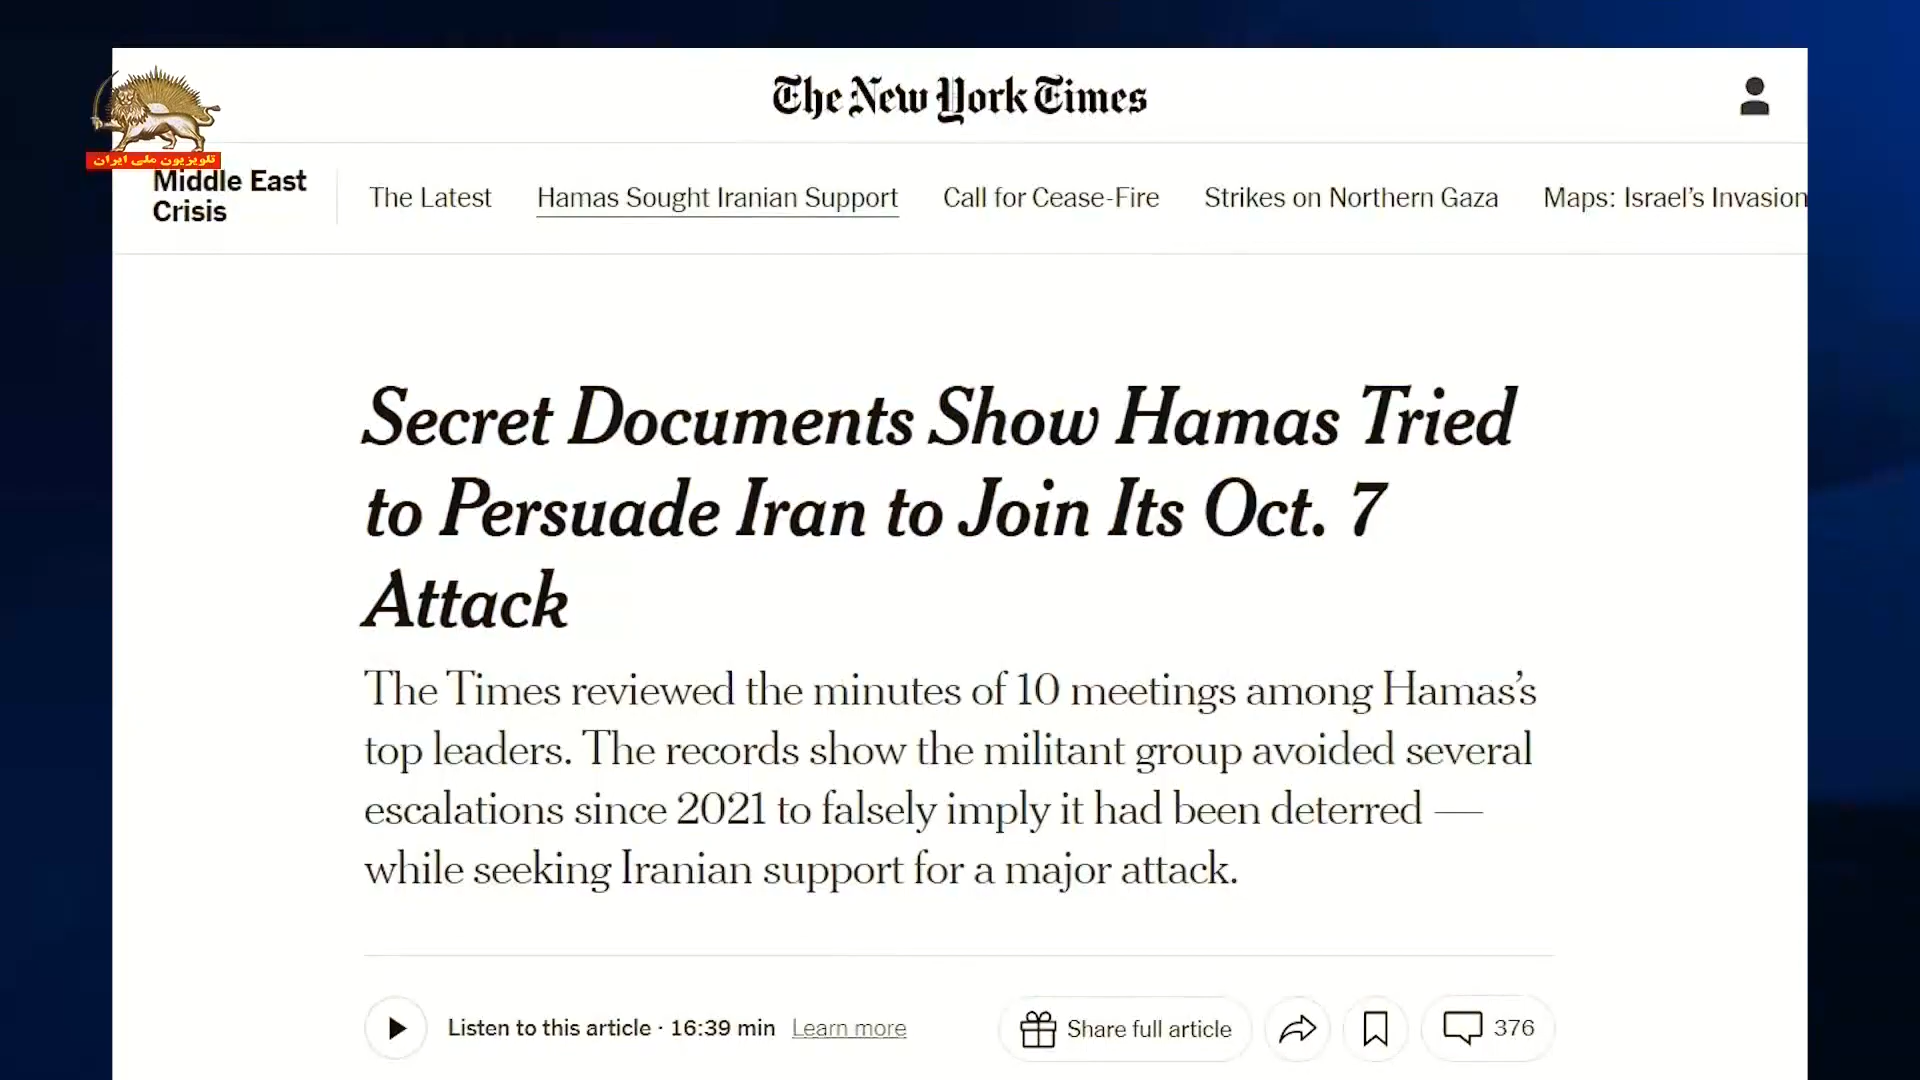 The New York Times
تلویزیون ملی ایران
Middle East
Crisis
The Latest
Hamas Sought Iranian Support
Call for Cease-Fire
Strikes on Northern Gaza
Maps: Israel’s Invasion
Secret Documents Show Hamas Tried
to Persuade Iran to Join Its Oct. 7
Attack
The Times reviewed the minutes of 10 meetings among Hamas’s
top leaders. The records show the militant group avoided several
escalations since 2021 to falsely imply it had been deterred —
while seeking Iranian support for a major attack.
Listen to this article · 16:39 min Learn more
Share full article
376